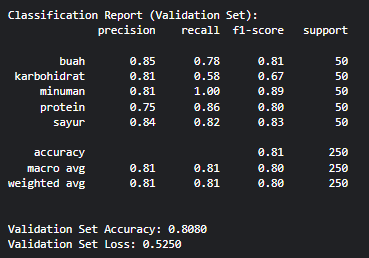 Classification Report (Validation Set):
precision recall f1-score support
buah 0.85 0.78 0.81 50
karbohidrat 0.81 0.58 0.67 50
minuman 0.81 1.00 0.89 50
protein 0.75 0.86 0.80 50
sayur 0.84 0.82 0.83 50
accuracy 0.81 250
macro avg 0.81 0.81 0.80 250
weighted avg 0.81 0.81 0.80 250
Validation Set Accuracy: 0.8080
Validation Set Loss: 0.5250